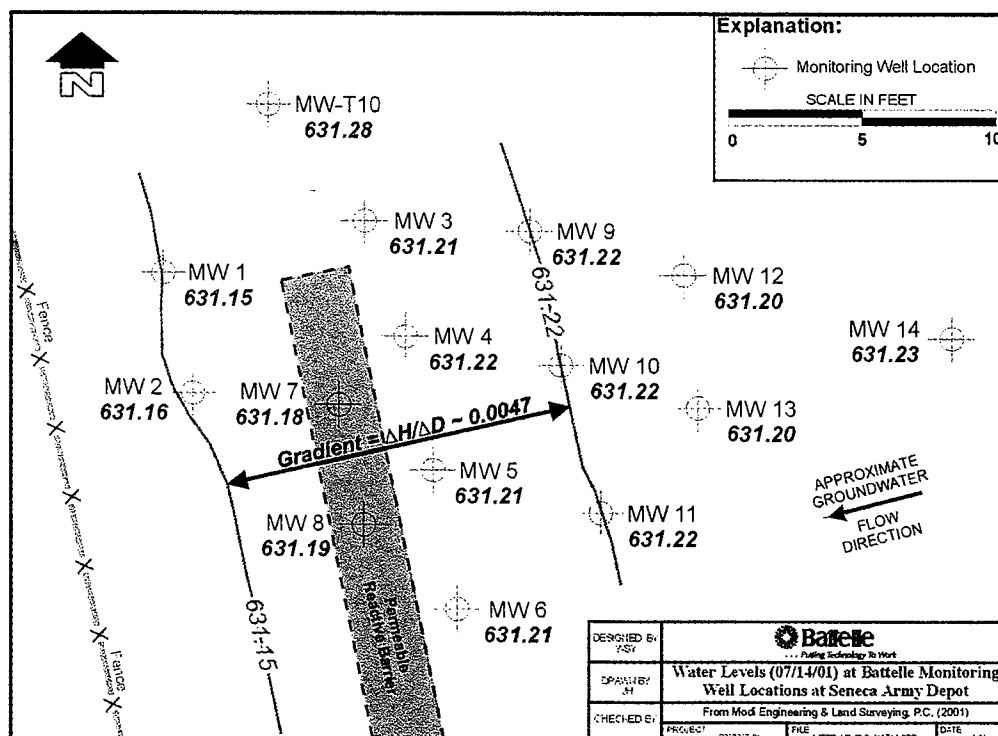 Explanation:
Monitoring Well Location
SCALE IN FEET
0 5 10
N
MW-T10
631.28
MW 3
631.21
MW 9
631.22
MW 1
631.15
MW 12
631.20
Fence
631.22
MW 4
631.22
MW 14
631.23
MW 10
631.22
MW 2
631.16
MW 7
631.18
MW 13
631.20
Gradient = ΔH/ΔD ~ 0.0047
MW 5
631.21
APPROXIMATE
GROUNDWATER
FLOW
DIRECTION
MW 8
631.19
MW 11
631.22
631.15
Permeable
Reactive Barrier
MW 6
631.21
Fence
DESIGNED BY
Battelle
... Putting Technology To Work
DRAWN BY
JH
Water Levels (07/14/01) at Battelle Monitoring
Well Locations at Seneca Army Depot
CHECKED BY
From Modi Engineering & Land Surveying, P.C. (2001)
PROJECT
FILE
DATE